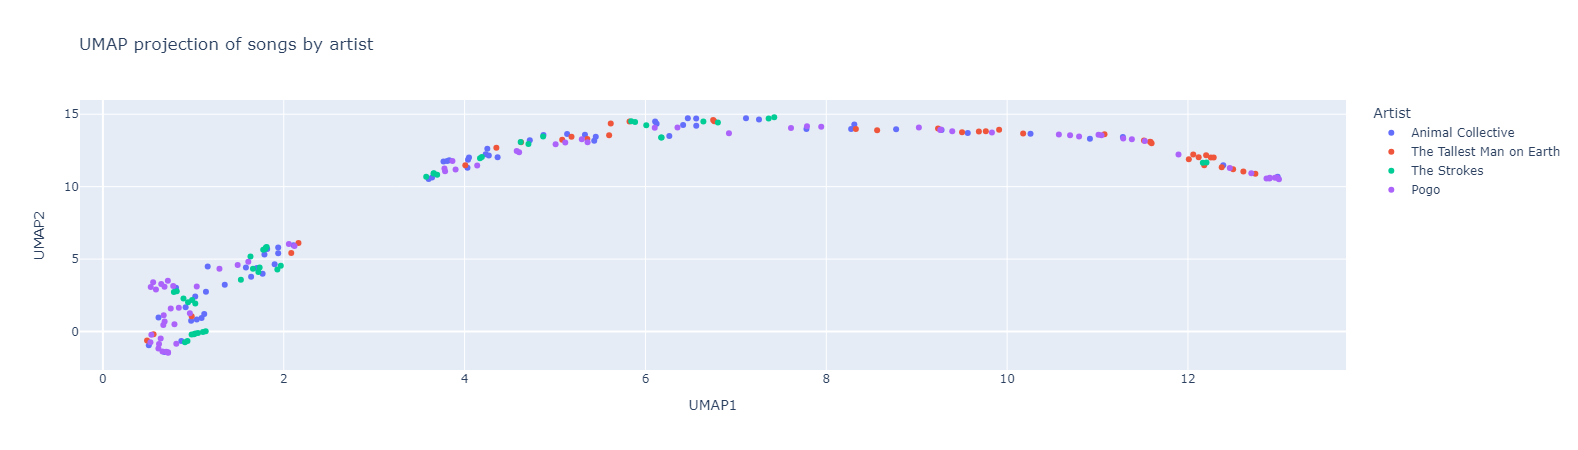 UMAP projection of songs by artist
Artist
Animal Collective
The Tallest Man on Earth
The Strokes
Pogo
UMAP2
15
10
5
0
0 2 4 6 8 10 12
UMAP1